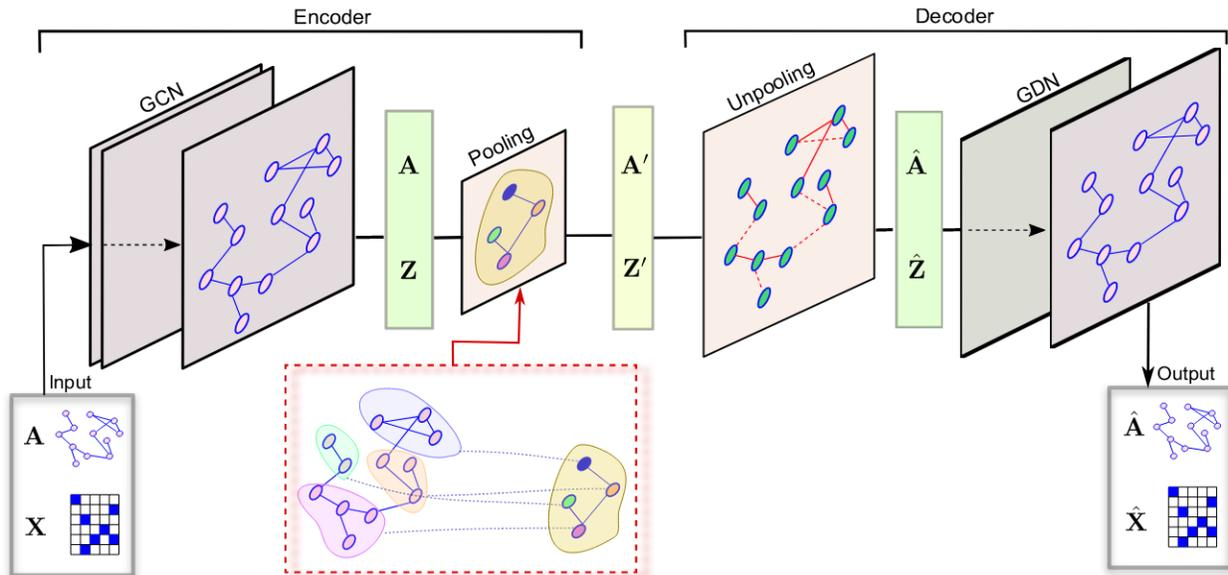 Encoder
Decoder
GCN
Pooling
Unpooling
GDN
A
Z
A′
Z′
Â
Ẑ
Input
A
X
Output
Â
X̂